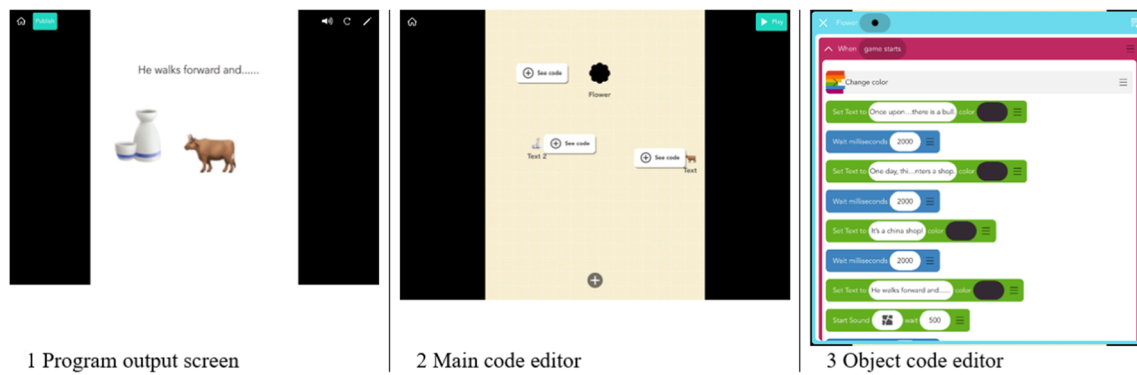 Publish
He walks forward and......
1 Program output screen
Play
See code
Flower
See code
Text 2
See code
Text
2 Main code editor
Flower
When game starts
Change color
Set Text to Once upon...there is a bull. color
Wait milliseconds 2000
Set Text to One day, thi...nters a shop. color
Wait milliseconds 2000
Set Text to It's a china shop! color
Wait milliseconds 2000
Set Text to He walks forward and...... color
Start Sound wait 500
3 Object code editor